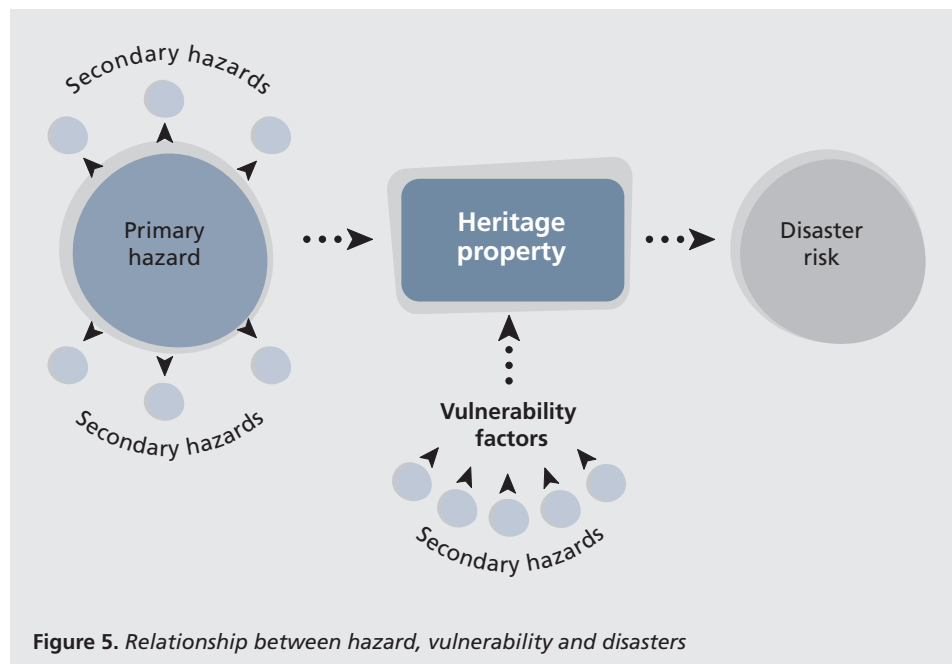 Secondary hazards
Primary
hazard
Heritage
property
Disaster
risk
Secondary hazards
Vulnerability
factors
Secondary hazards
Figure 5. Relationship between hazard, vulnerability and disasters